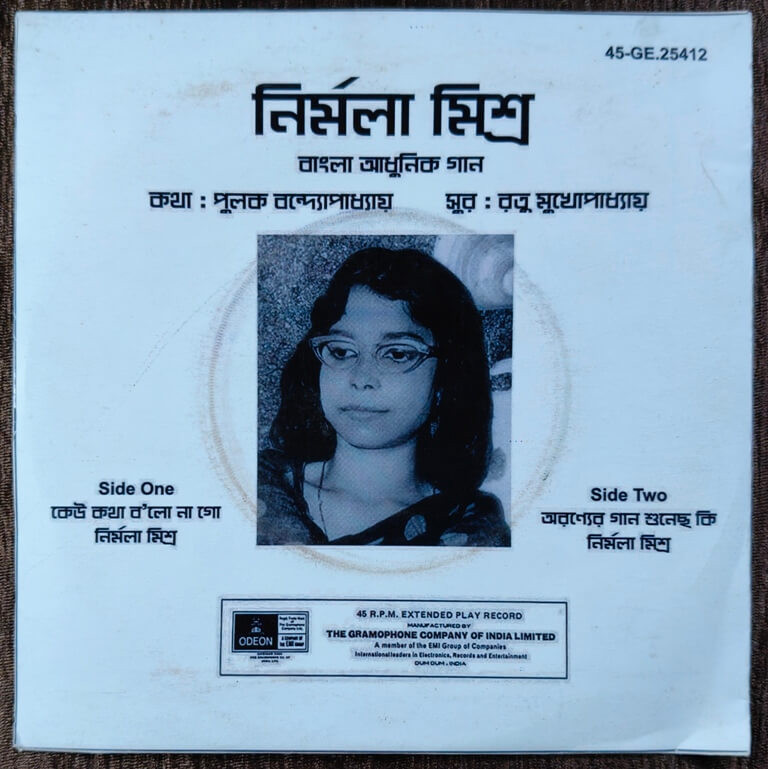 45-GE.25412
নির্মলা মিশ্র
বাংলা আধুনিক গান
কথা : পুলক বন্দ্যোপাধ্যায় সুর : রতু মুখোপাধ্যায়
Side One
কেউ কথা ব'লো না গো
নির্মলা মিশ্র
Side Two
অরণ্যের গান শুনেছ কি
নির্মলা মিশ্র
ODEON
45 R.P.M. EXTENDED PLAY RECORD
MANUFACTURED BY
THE GRAMOPHONE COMPANY OF INDIA LIMITED
A member of the EMI Group of Companies
International leaders in Electronics, Records and Entertainment
DUM DUM . INDIA